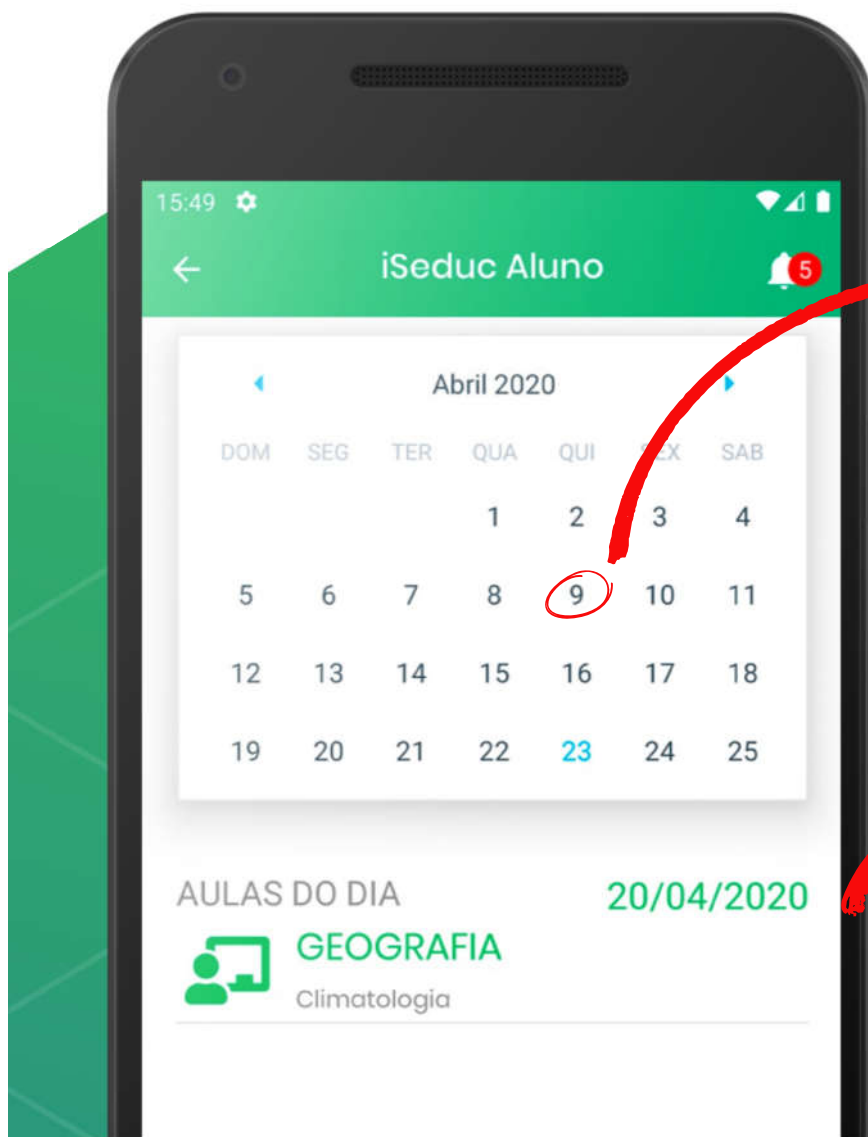 15:49
iSeduc Aluno
5
Abril 2020
DOM SEG TER QUA QUI SEX SAB
1 2 3 4
5 6 7 8 9 10 11
12 13 14 15 16 17 18
19 20 21 22 23 24 25
AULAS DO DIA 20/04/2020
GEOGRAFIA
Climatologia